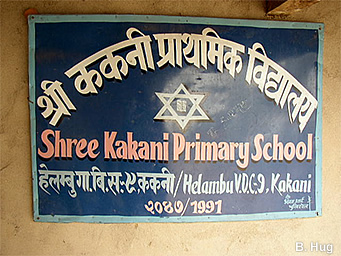 श्री ककनी प्राथमिक विद्यालय
Shree Kakani Primary School
हेलम्बु गा. बि. स. ९ ककनी / Helambu V.D.C. 9, Kakani
२०४७ / 1991
B. Hug